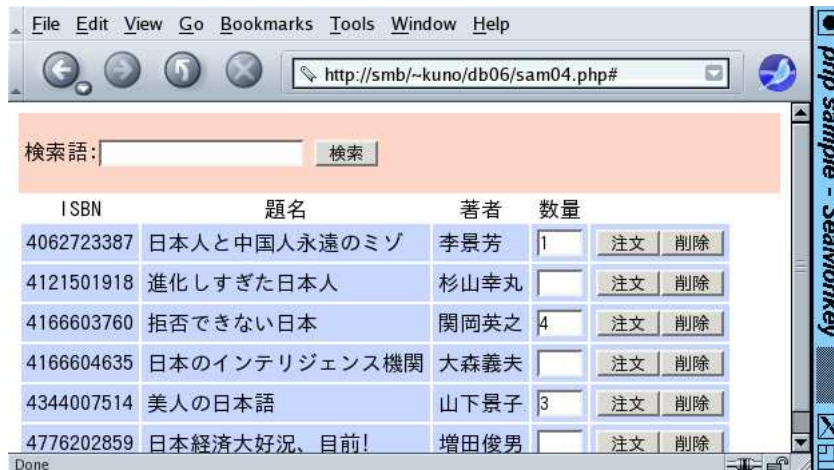 File Edit View Go Bookmarks Tools Window Help
http://smb/~kuno/db06/sam04.php#
php sample - SeaMonkey
検索語: 検索
ISBN 題名 著者 数量
4062723387 日本人と中国人永遠のミゾ 李景芳 1 注文 削除
4121501918 進化しすぎた日本人 杉山幸丸 注文 削除
4166603760 拒否できない日本 関岡英之 4 注文 削除
4166604635 日本のインテリジェンス機関 大森義夫 注文 削除
4344007514 美人の日本語 山下景子 3 注文 削除
4776202859 日本経済大好況、目前! 増田俊男 注文 削除
Done